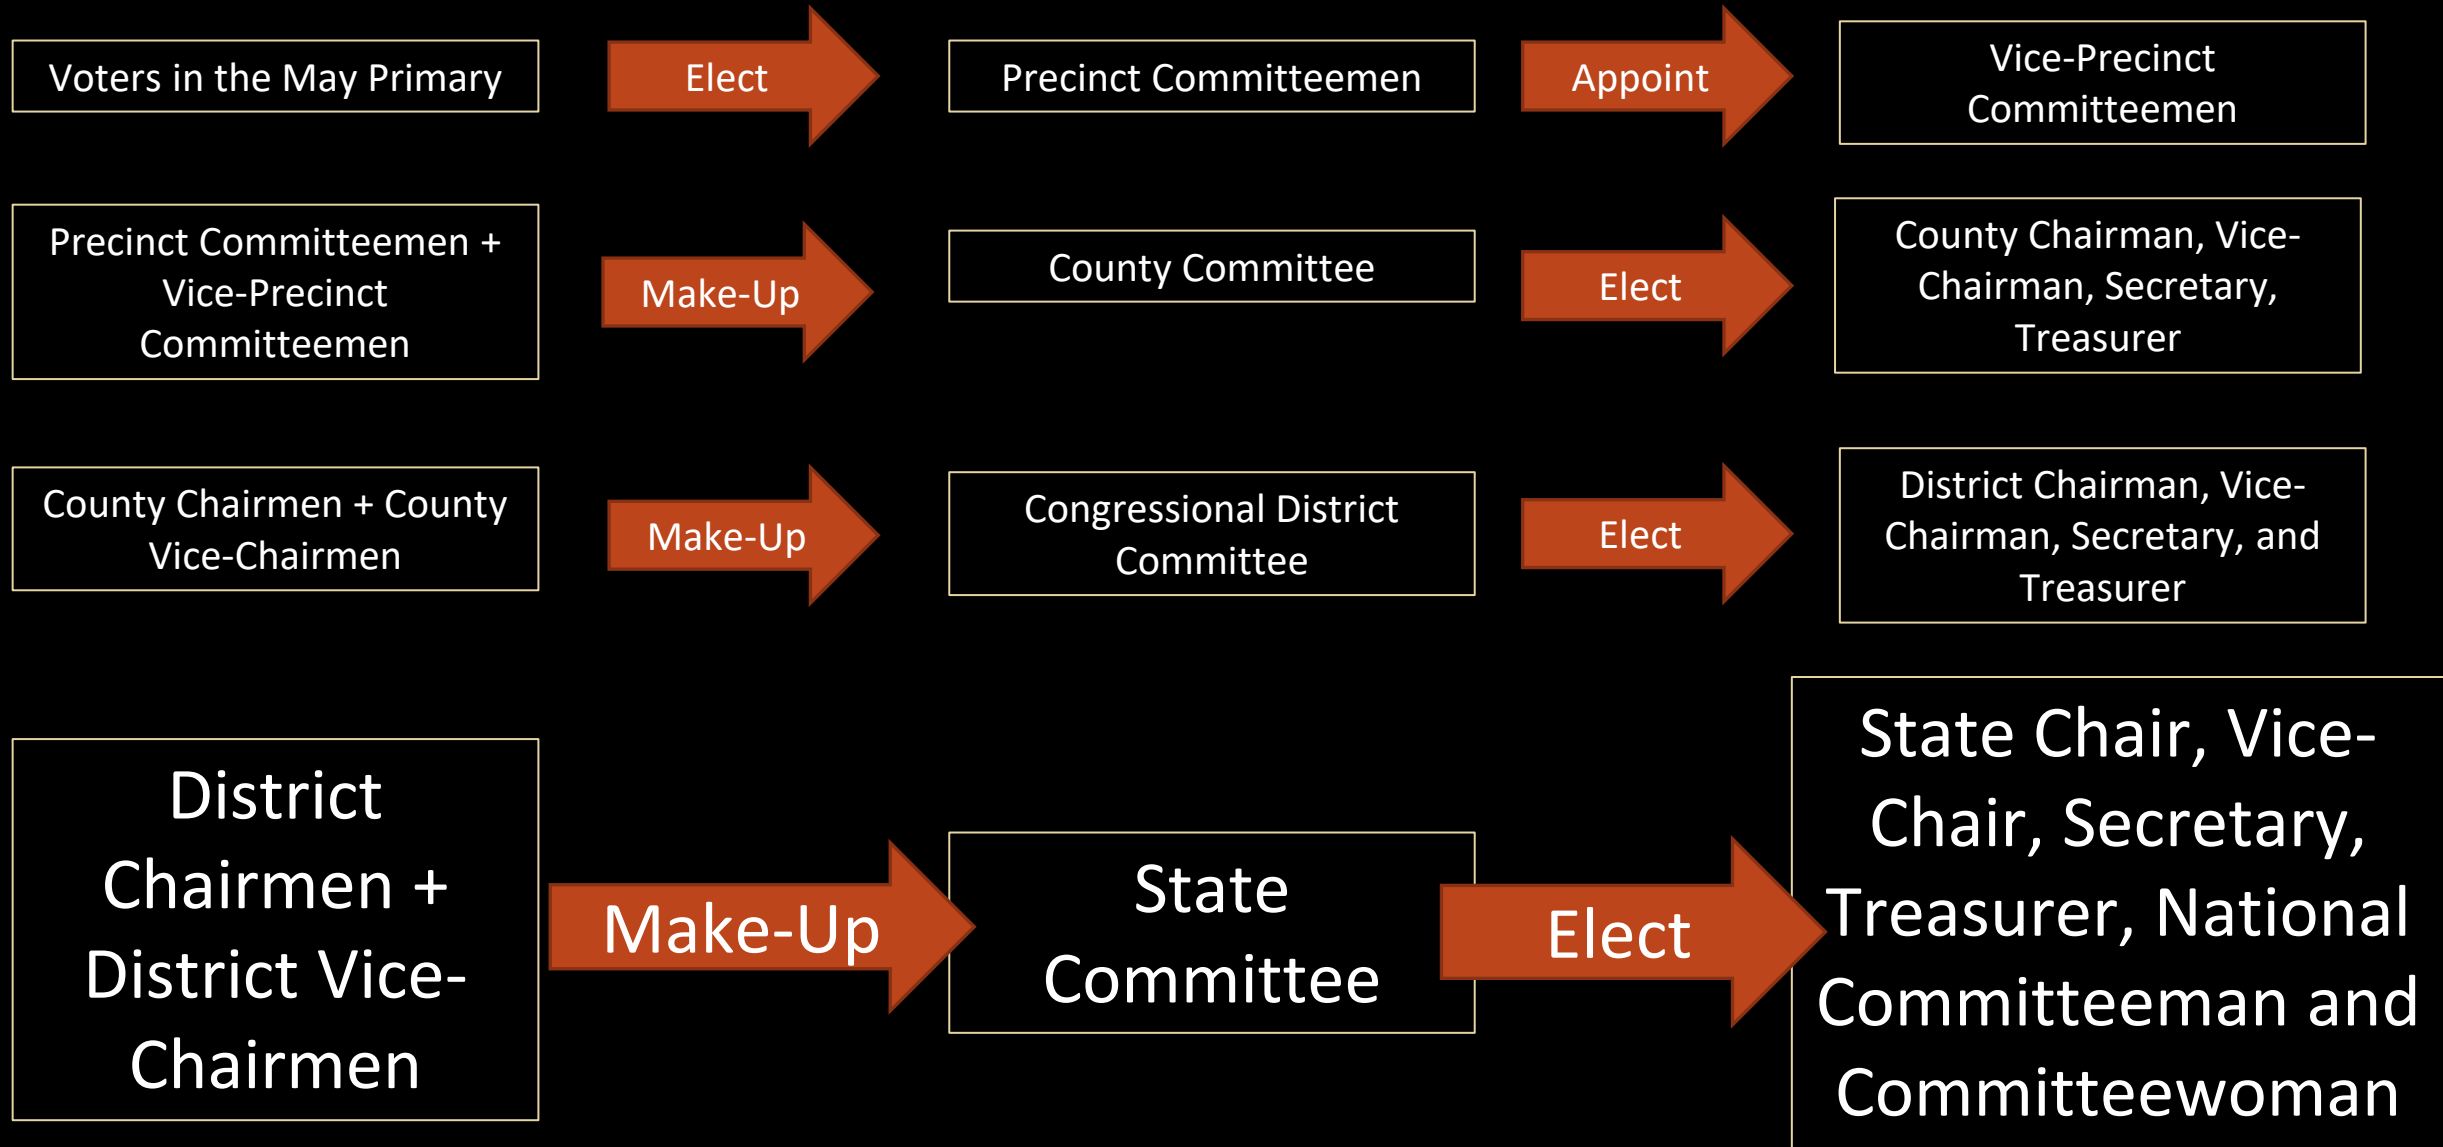 Voters in the May Primary
Elect
Precinct Committeemen
Appoint
Vice-Precinct
Committeemen
Precinct Committeemen +
Vice-Precinct
Committeemen
Make-Up
County Committee
Elect
County Chairman, Vice-
Chairman, Secretary,
Treasurer
County Chairmen + County
Vice-Chairmen
Make-Up
Congressional District
Committee
Elect
District Chairman, Vice-
Chairman, Secretary, and
Treasurer
District
Chairmen +
District Vice-
Chairmen
Make-Up
State
Committee
Elect
State Chair, Vice-
Chair, Secretary,
Treasurer, National
Committeeman and
Committeewoman